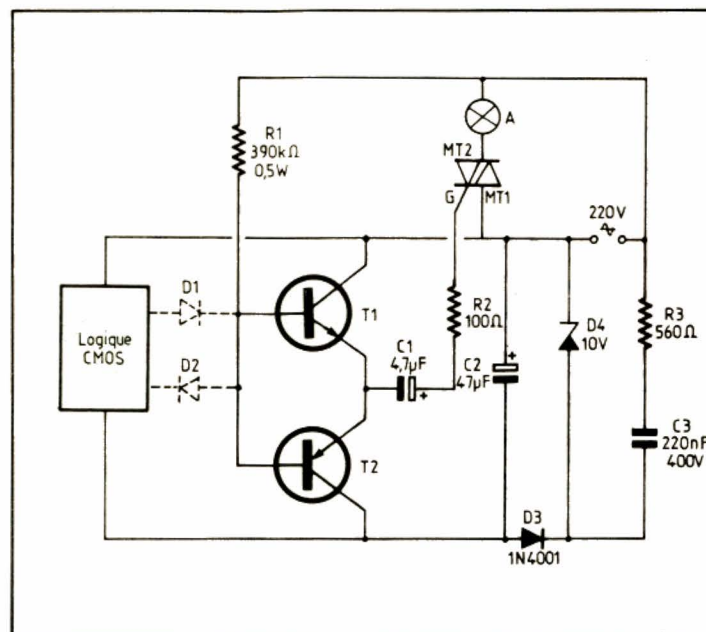 R1
390kΩ
0,5W
A
MT2
G
MT1
220V
D1
Logique
CMOS
D2
T1
R2
100Ω
C1
4,7µF
+
C2
47µF
+
D4
10V
R3
560Ω
T2
C3
220nF
400V
D3
1N4001